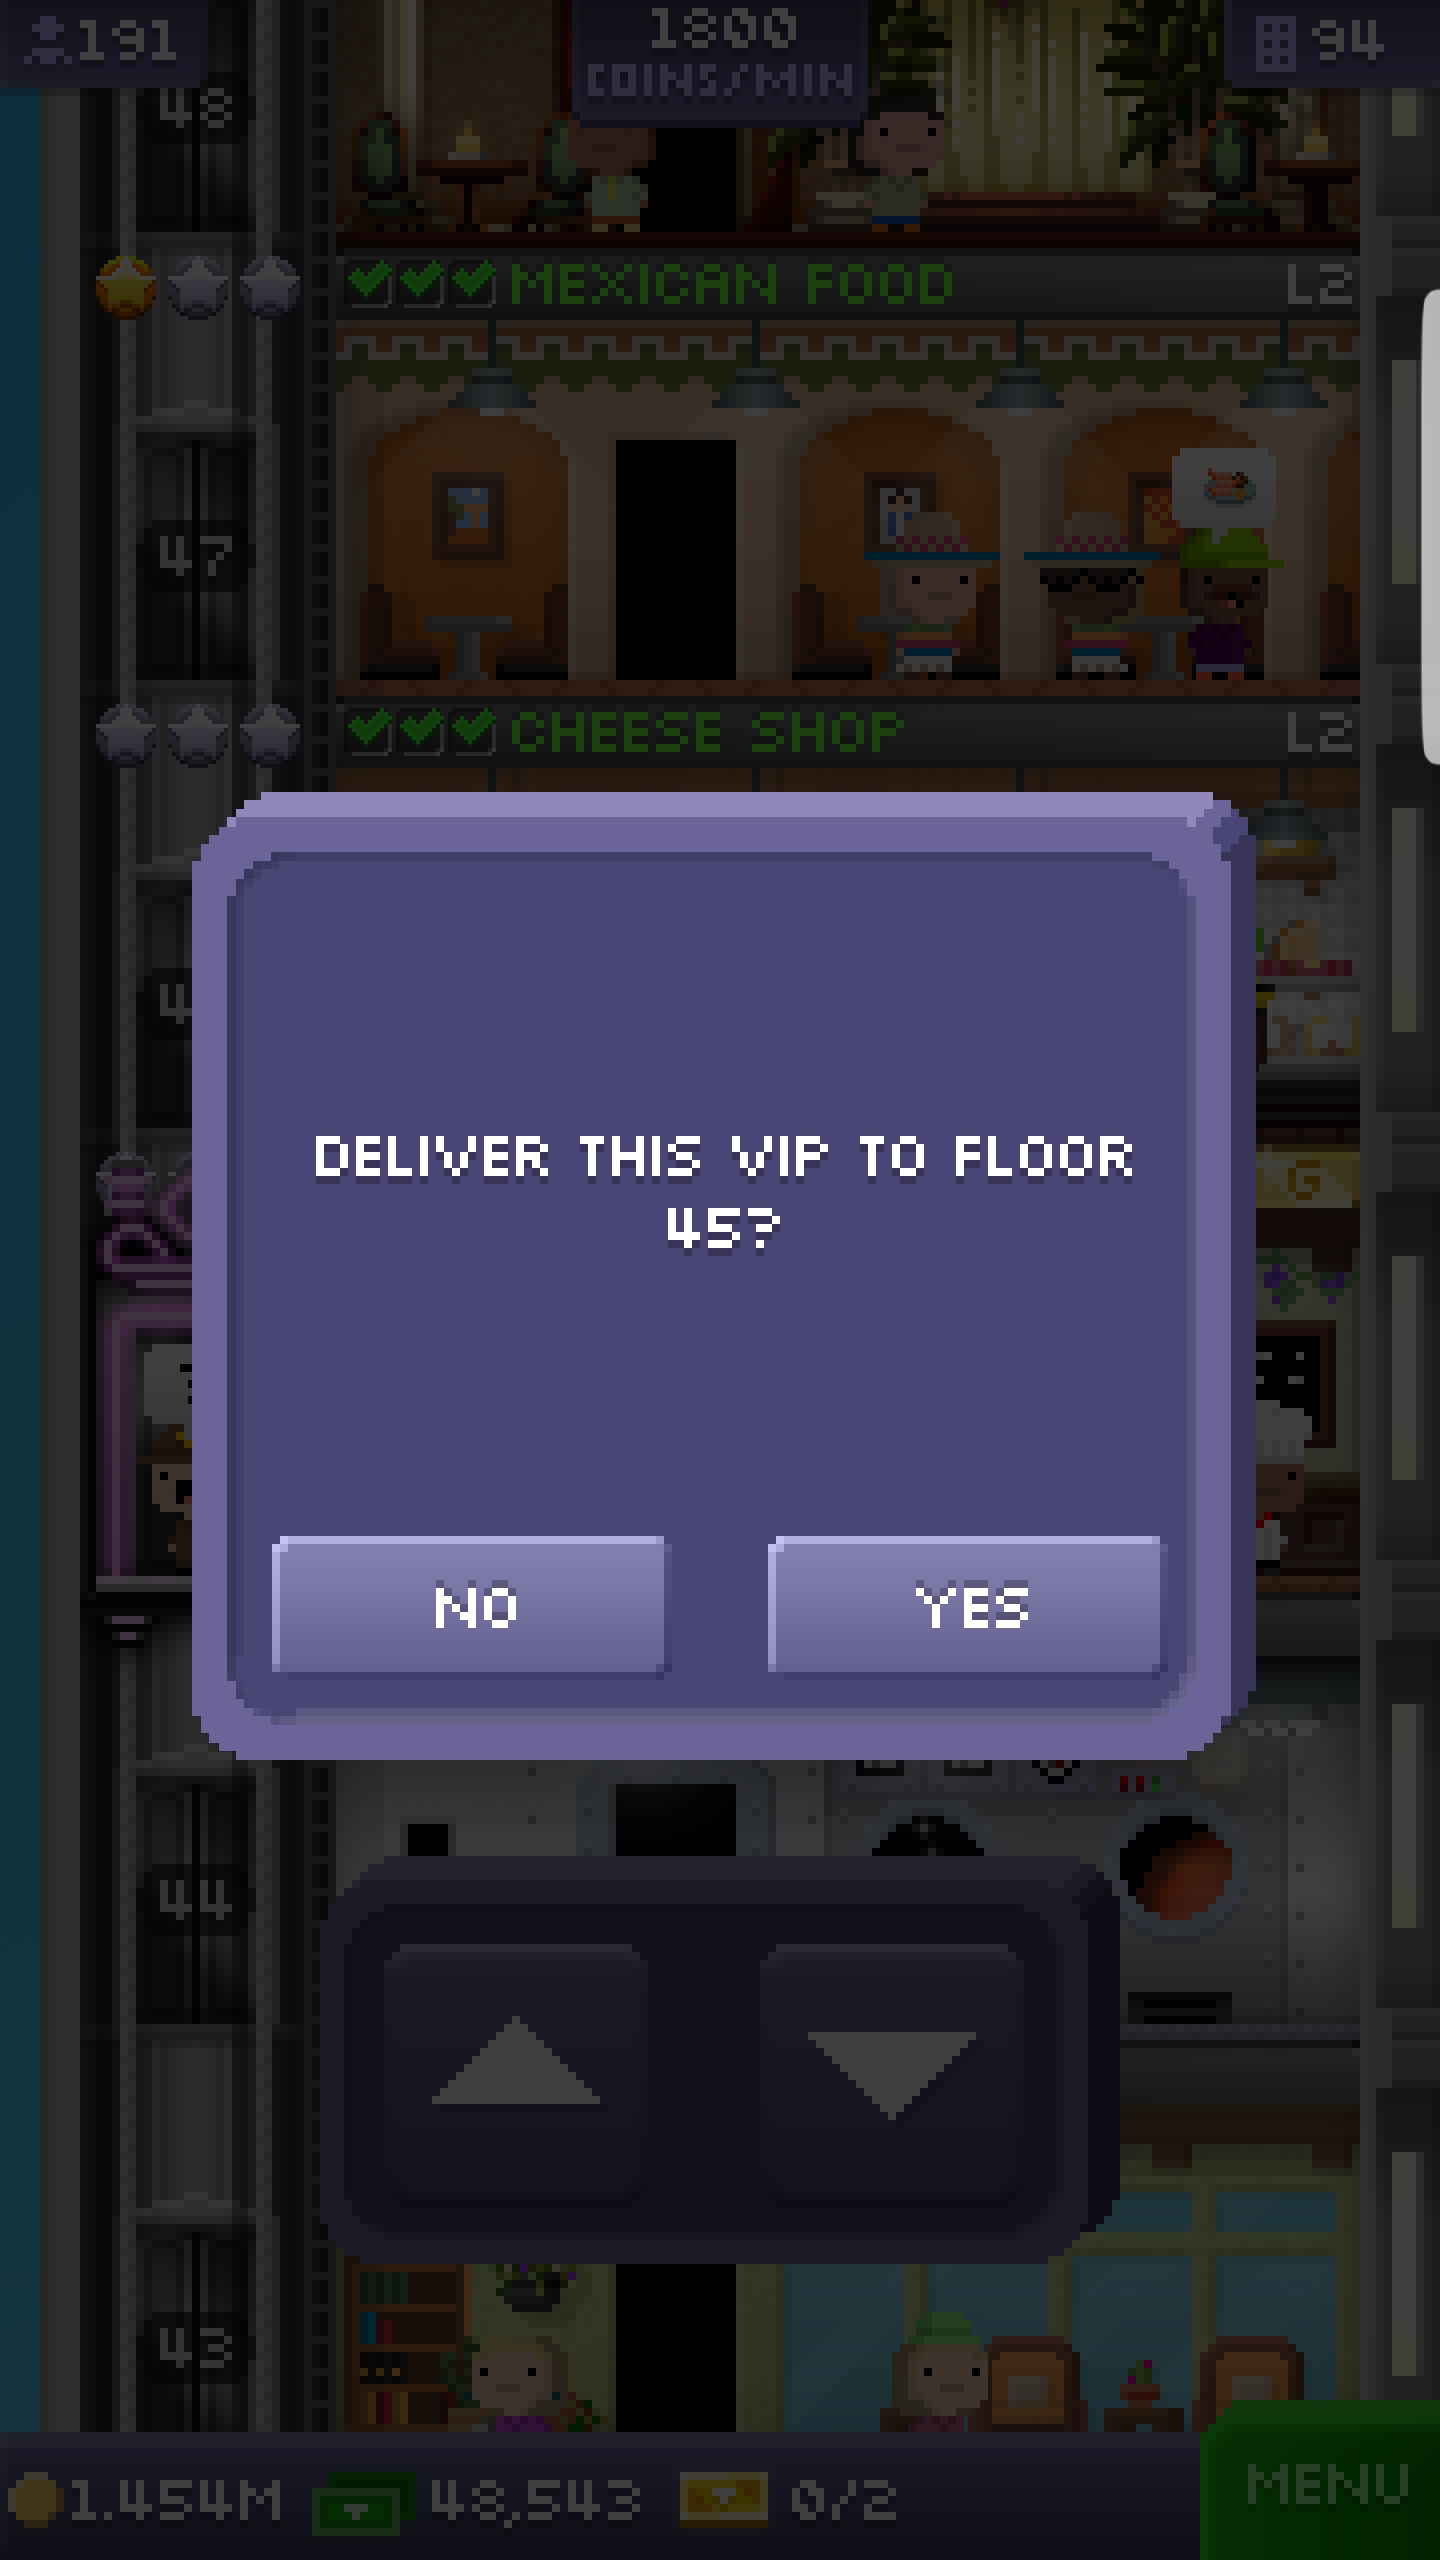 191
1800
COINS/MIN
94
48
MEXICAN FOOD
L2
47
CHEESE SHOP
L2
4
G
DELIVER THIS VIP TO FLOOR
45?
NO
YES
44
43
1.454M
48,543
0/2
MENU